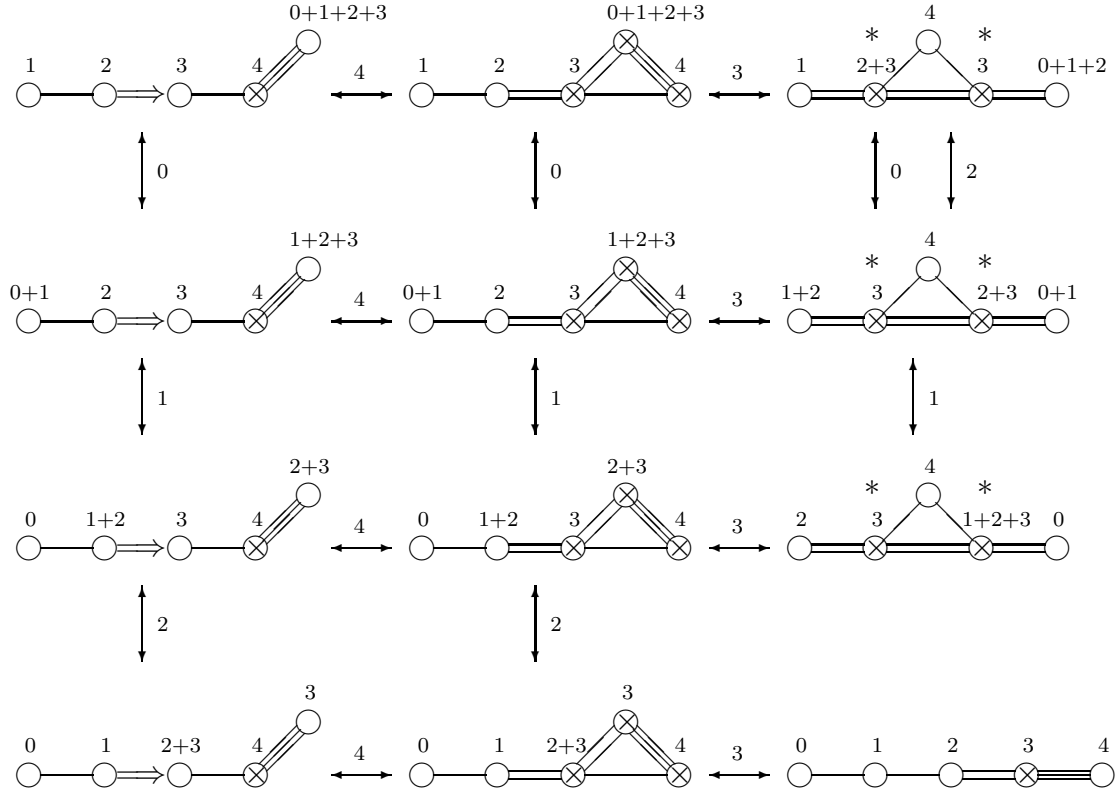 0+1+2+3 0+1+2+3 4
* *
1 2 3 4 1 2 3 4 1 2+3 3 0+1+2
4 3
0 0 0 2
1+2+3 1+2+3 4
* *
0+1 2 3 4 0+1 2 3 4 1+2 3 2+3 0+1
4 3
1 1 1
2+3 2+3 4
* *
0 1+2 3 4 0 1+2 3 4 2 3 1+2+3 0
4 3
2 2
3 3
0 1 2+3 4 0 1 2+3 4 0 1 2 3 4
4 3